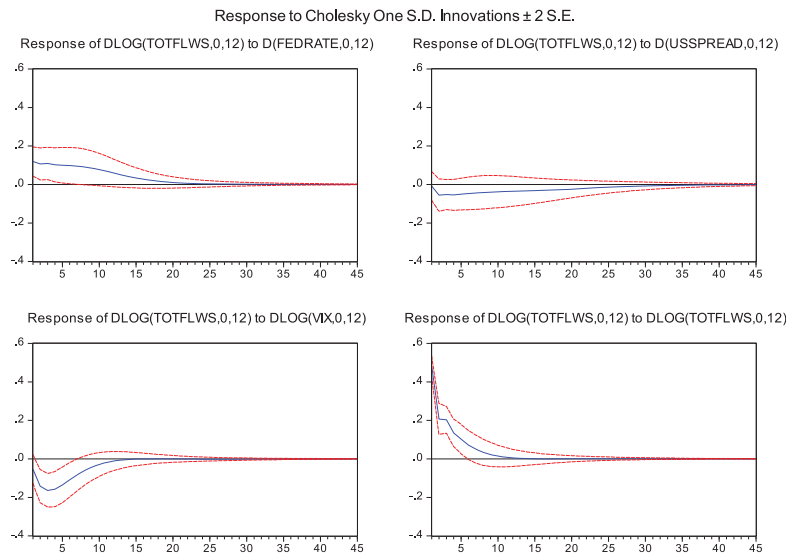 Response to Cholesky One S.D. Innovations ± 2 S.E.
Response of DLOG(TOTFLWS,0,12) to D(FEDRATE,0,12)
.6
.4
.2
.0
-.2
-.4
5 10 15 20 25 30 35 40 45
Response of DLOG(TOTFLWS,0,12) to D(USSPREAD,0,12)
.6
.4
.2
.0
-.2
-.4
5 10 15 20 25 30 35 40 45
Response of DLOG(TOTFLWS,0,12) to DLOG(VIX,0,12)
.6
.4
.2
.0
-.2
-.4
5 10 15 20 25 30 35 40 45
Response of DLOG(TOTFLWS,0,12) to DLOG(TOTFLWS,0,12)
.6
.4
.2
.0
-.2
-.4
5 10 15 20 25 30 35 40 45